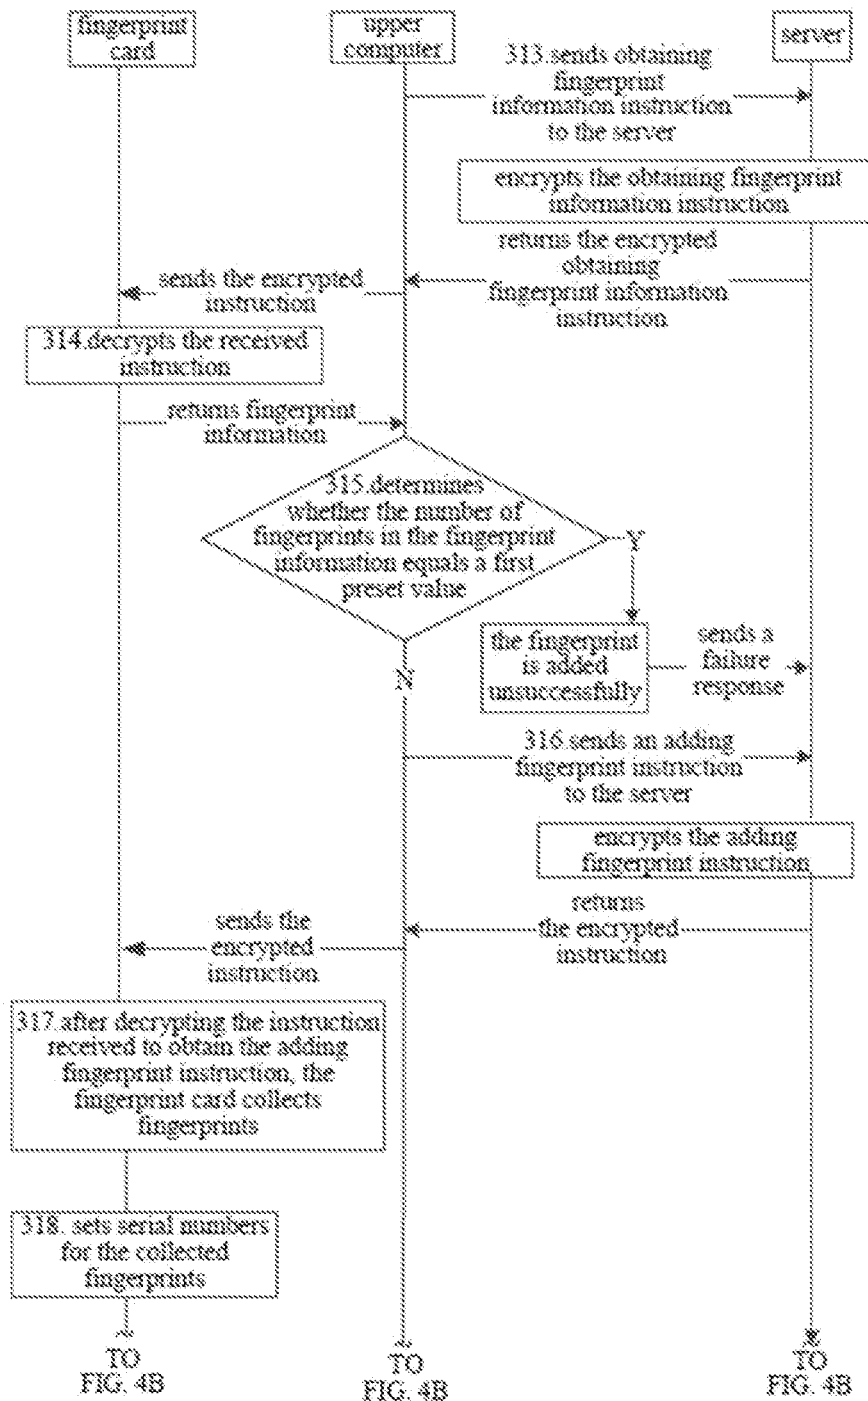 fingerprint
card
upper
computer
server
313.sends obtaining
fingerprint
information instruction
to the server
encrypts the obtaining fingerprint
information instruction
returns the encrypted
obtaining
fingerprint information
instruction
sends the encrypted
instruction
314.decrypts the received
instruction
returns fingerprint
information
315.determines
whether the number of
fingerprints in the fingerprint
information equals a first
preset value
Y
the fingerprint
is added
unsuccessfully
sends a
failure
response
N
316.sends an adding
fingerprint instruction
to the server
encrypts the adding
fingerprint instruction
returns
the encrypted
instruction
sends the
encrypted
instruction
317.after decrypting the instruction
received to obtain the adding
fingerprint instruction, the
fingerprint card collects
fingerprints
318. sets serial numbers
for the collected
fingerprints
TO
FIG. 4B
TO
FIG. 4B
TO
FIG. 4B